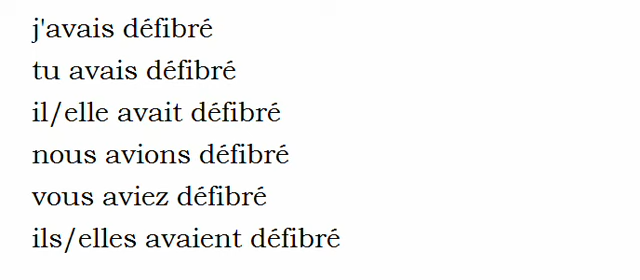 j'avais défibré
tu avais défibré
il/elle avait défibré
nous avions défibré
vous aviez défibré
ils/elles avaient défibré